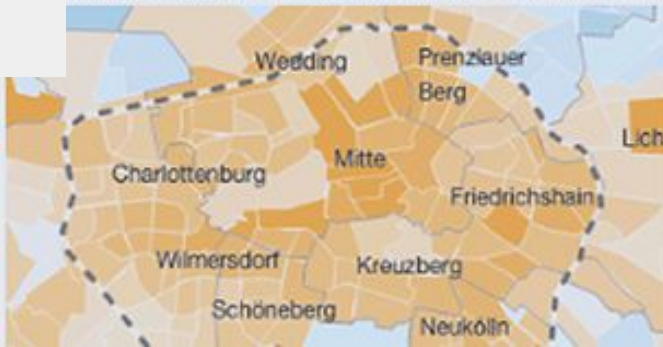 Wedding
Prenzlauer
Berg
Lich
Mitte
Charlottenburg
Friedrichshain
Wilmersdorf
Kreuzberg
Schöneberg
Neukölln